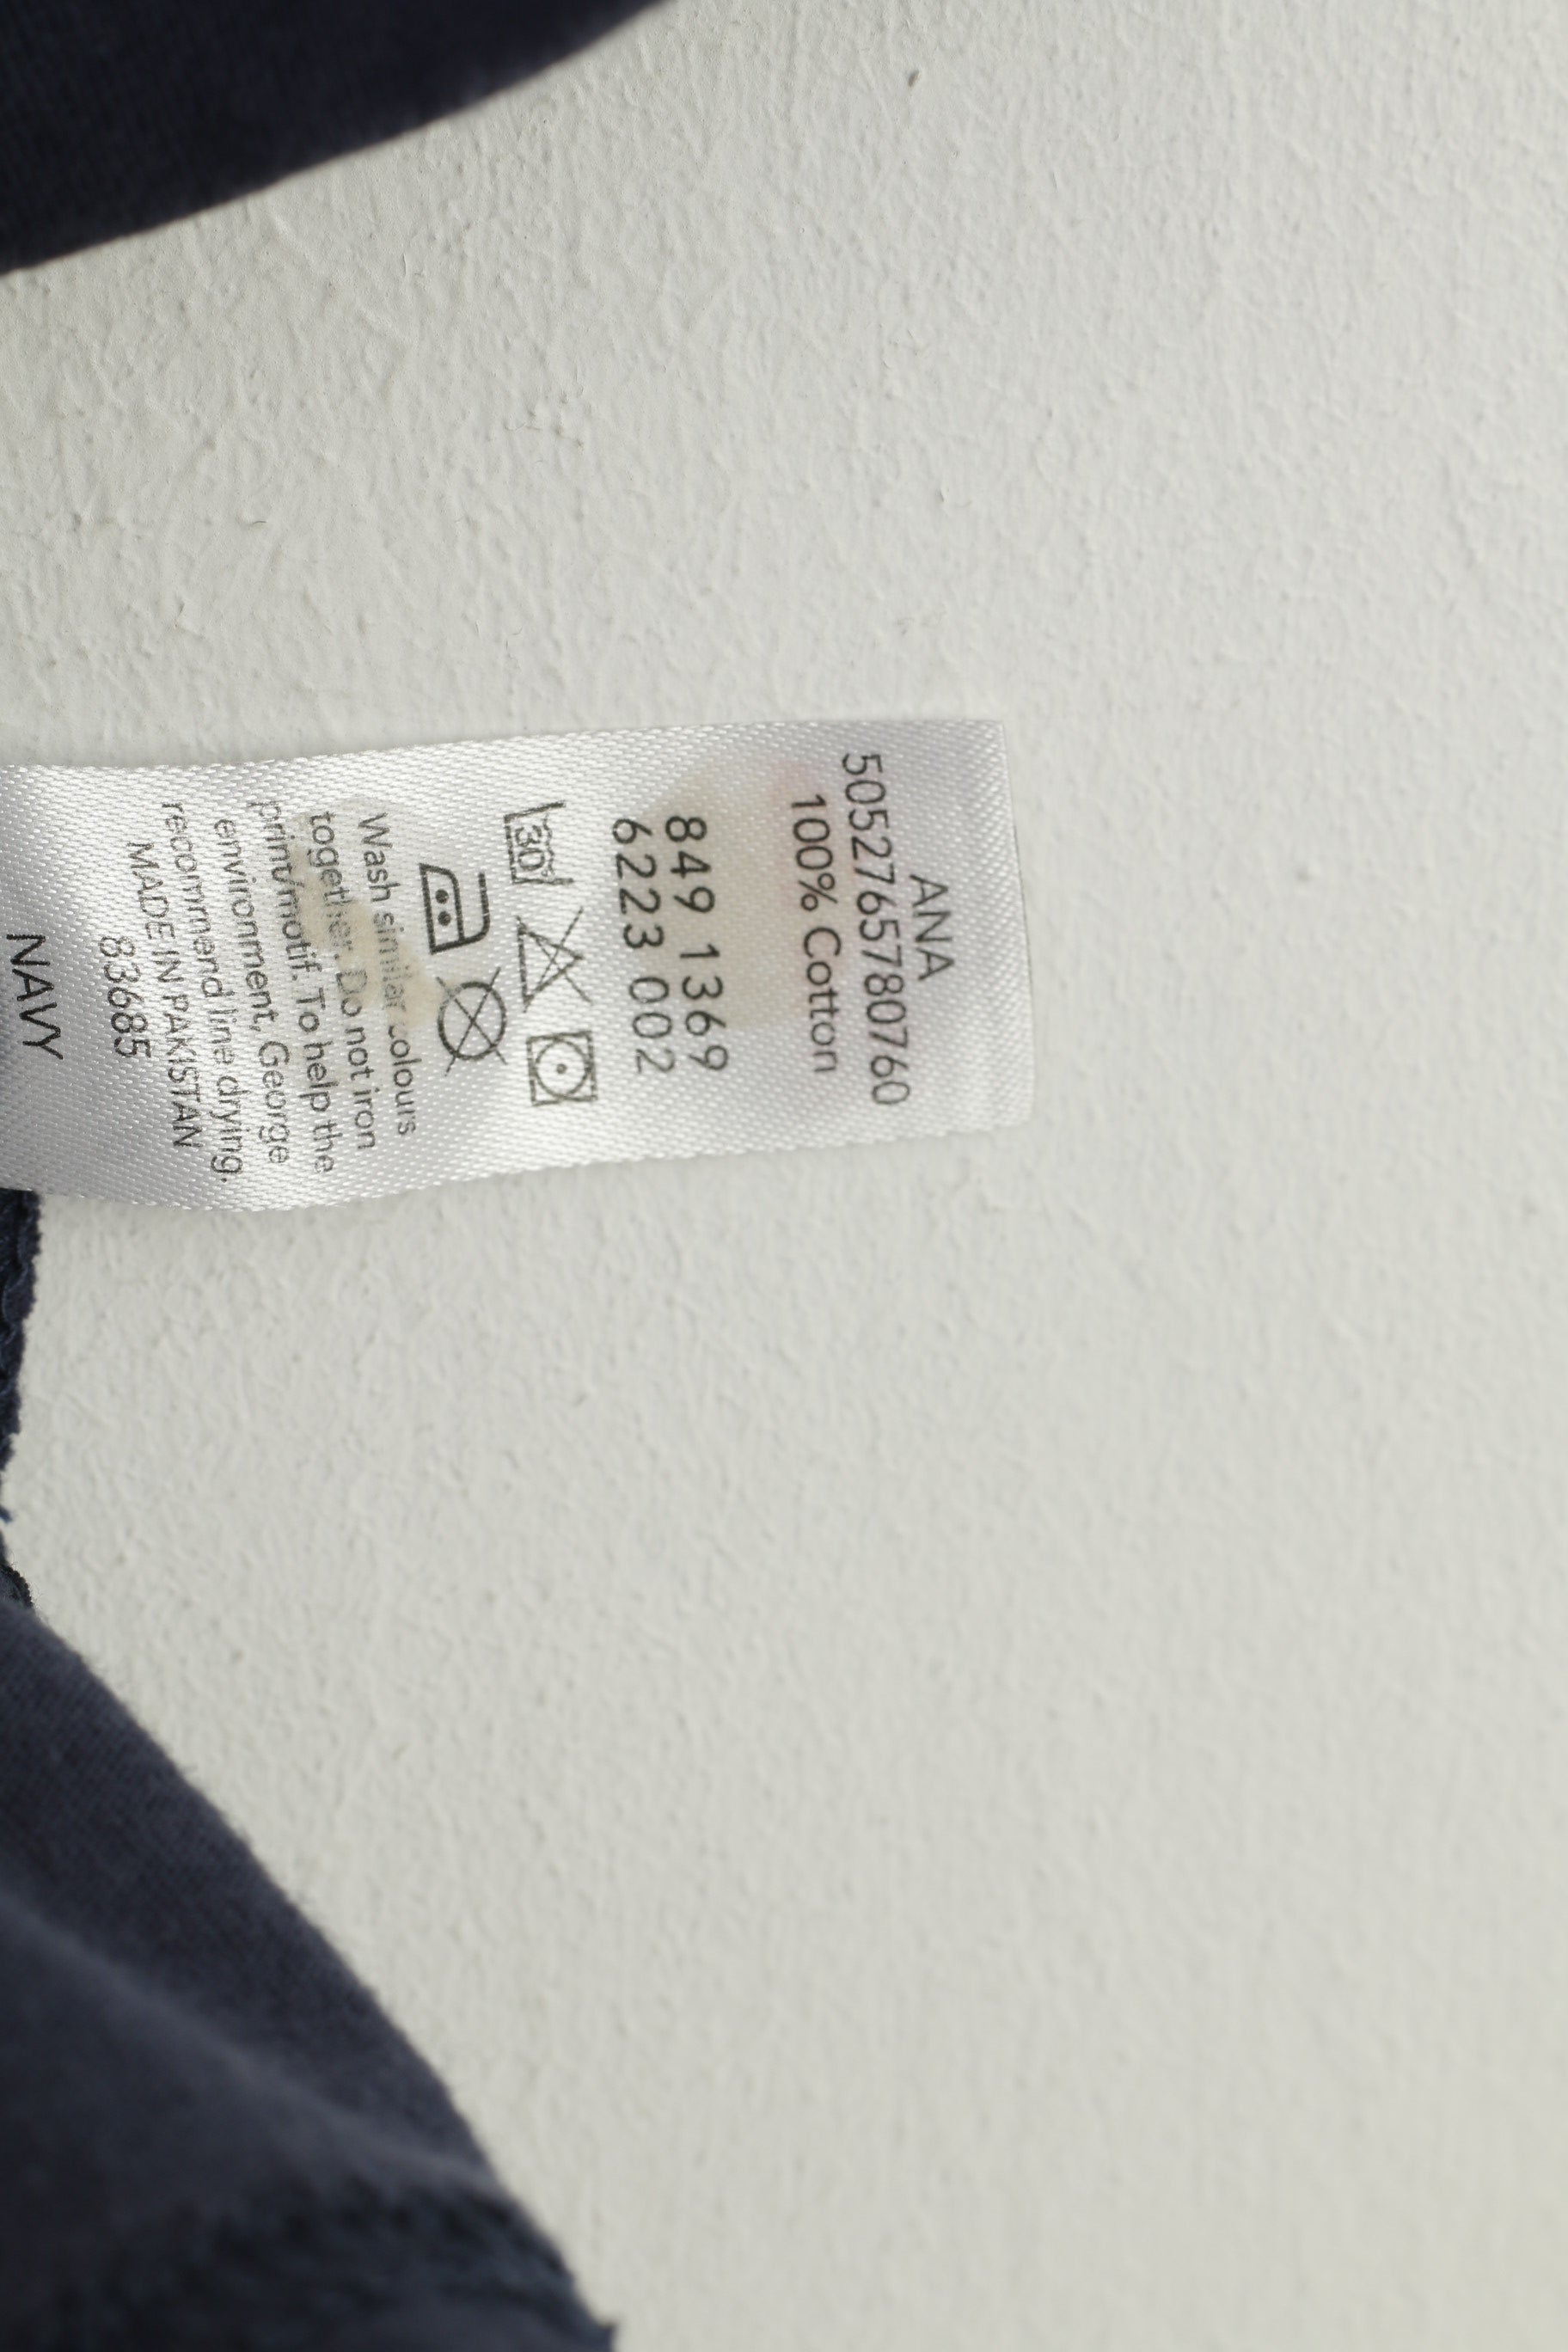 ANA
5052765780760
100% Cotton
849 1369
6223 002
30
Wash similar colours
together. Do not iron
print/motif. To help the
environment, George
recommend line drying.
MADE IN PAKISTAN
83685
NAVY